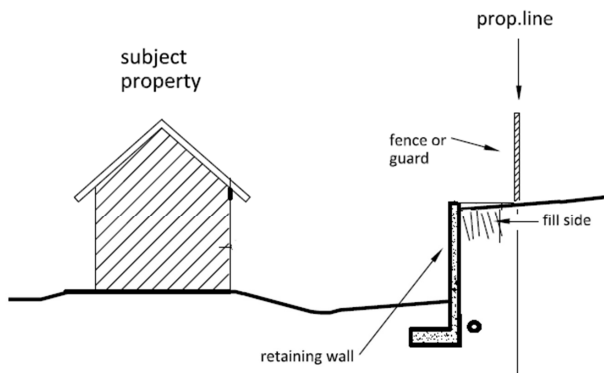 prop.line
subject
property
fence or
guard
fill side
retaining wall